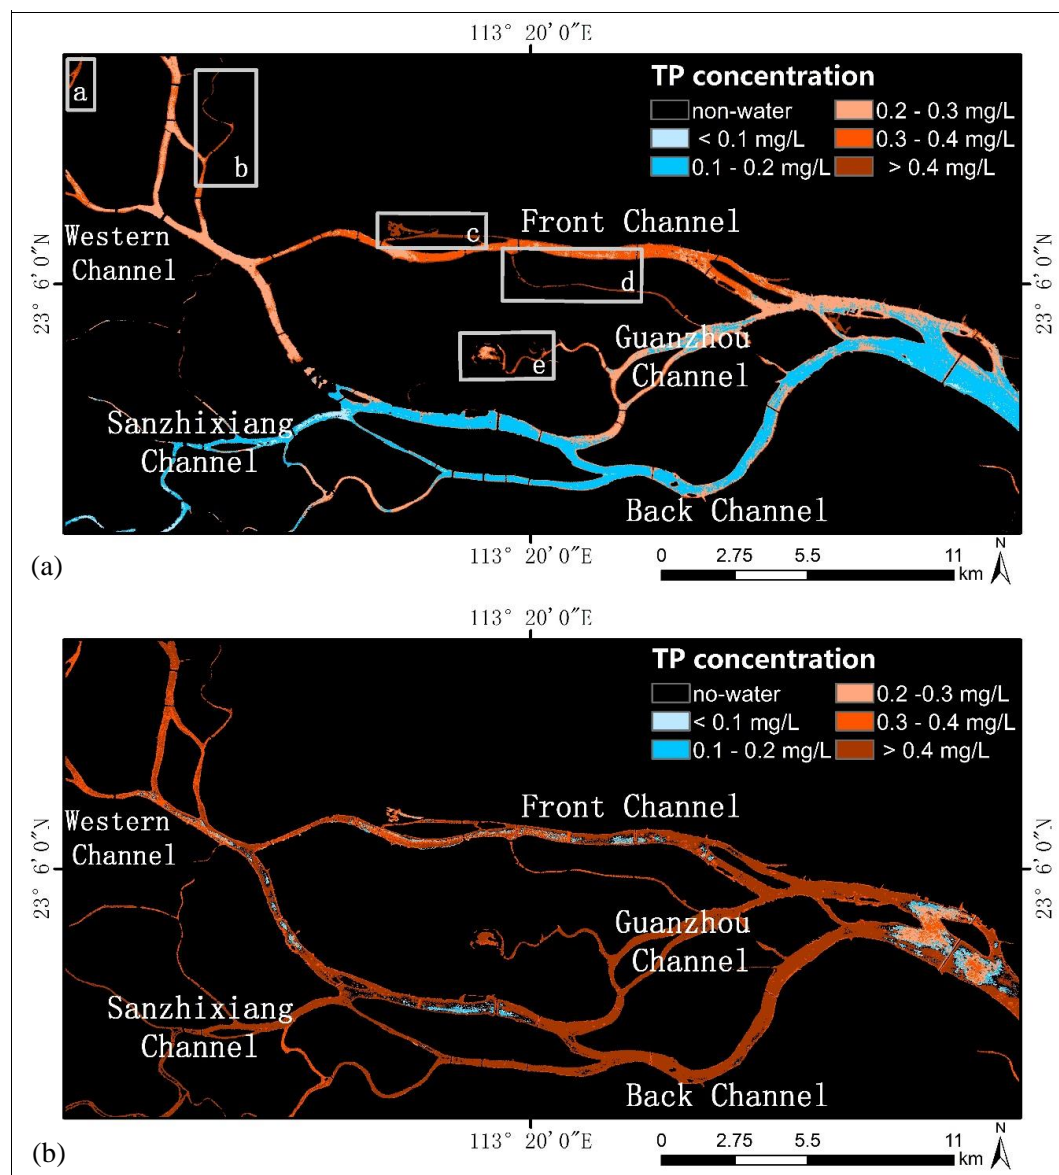 113° 20′0″E
TP concentration
non-water
0.2 - 0.3 mg/L
< 0.1 mg/L
0.3 - 0.4 mg/L
0.1 - 0.2 mg/L
> 0.4 mg/L
a
b
c
d
e
Front Channel
Western
Channel
23° 6′0″N
23° 6′0″N
Guanzhou
Channel
Sanzhixiang
Channel
Back Channel
113° 20′0″E
(a)
0 2.75 5.5 11
km
N
113° 20′0″E
TP concentration
no-water
0.2 -0.3 mg/L
< 0.1 mg/L
0.3 - 0.4 mg/L
0.1 - 0.2 mg/L
> 0.4 mg/L
Front Channel
Western
Channel
23° 6′0″N
23° 6′0″N
Guanzhou
Channel
Sanzhixiang
Channel
Back Channel
113° 20′0″E
(b)
0 2.75 5.5 11
km
N